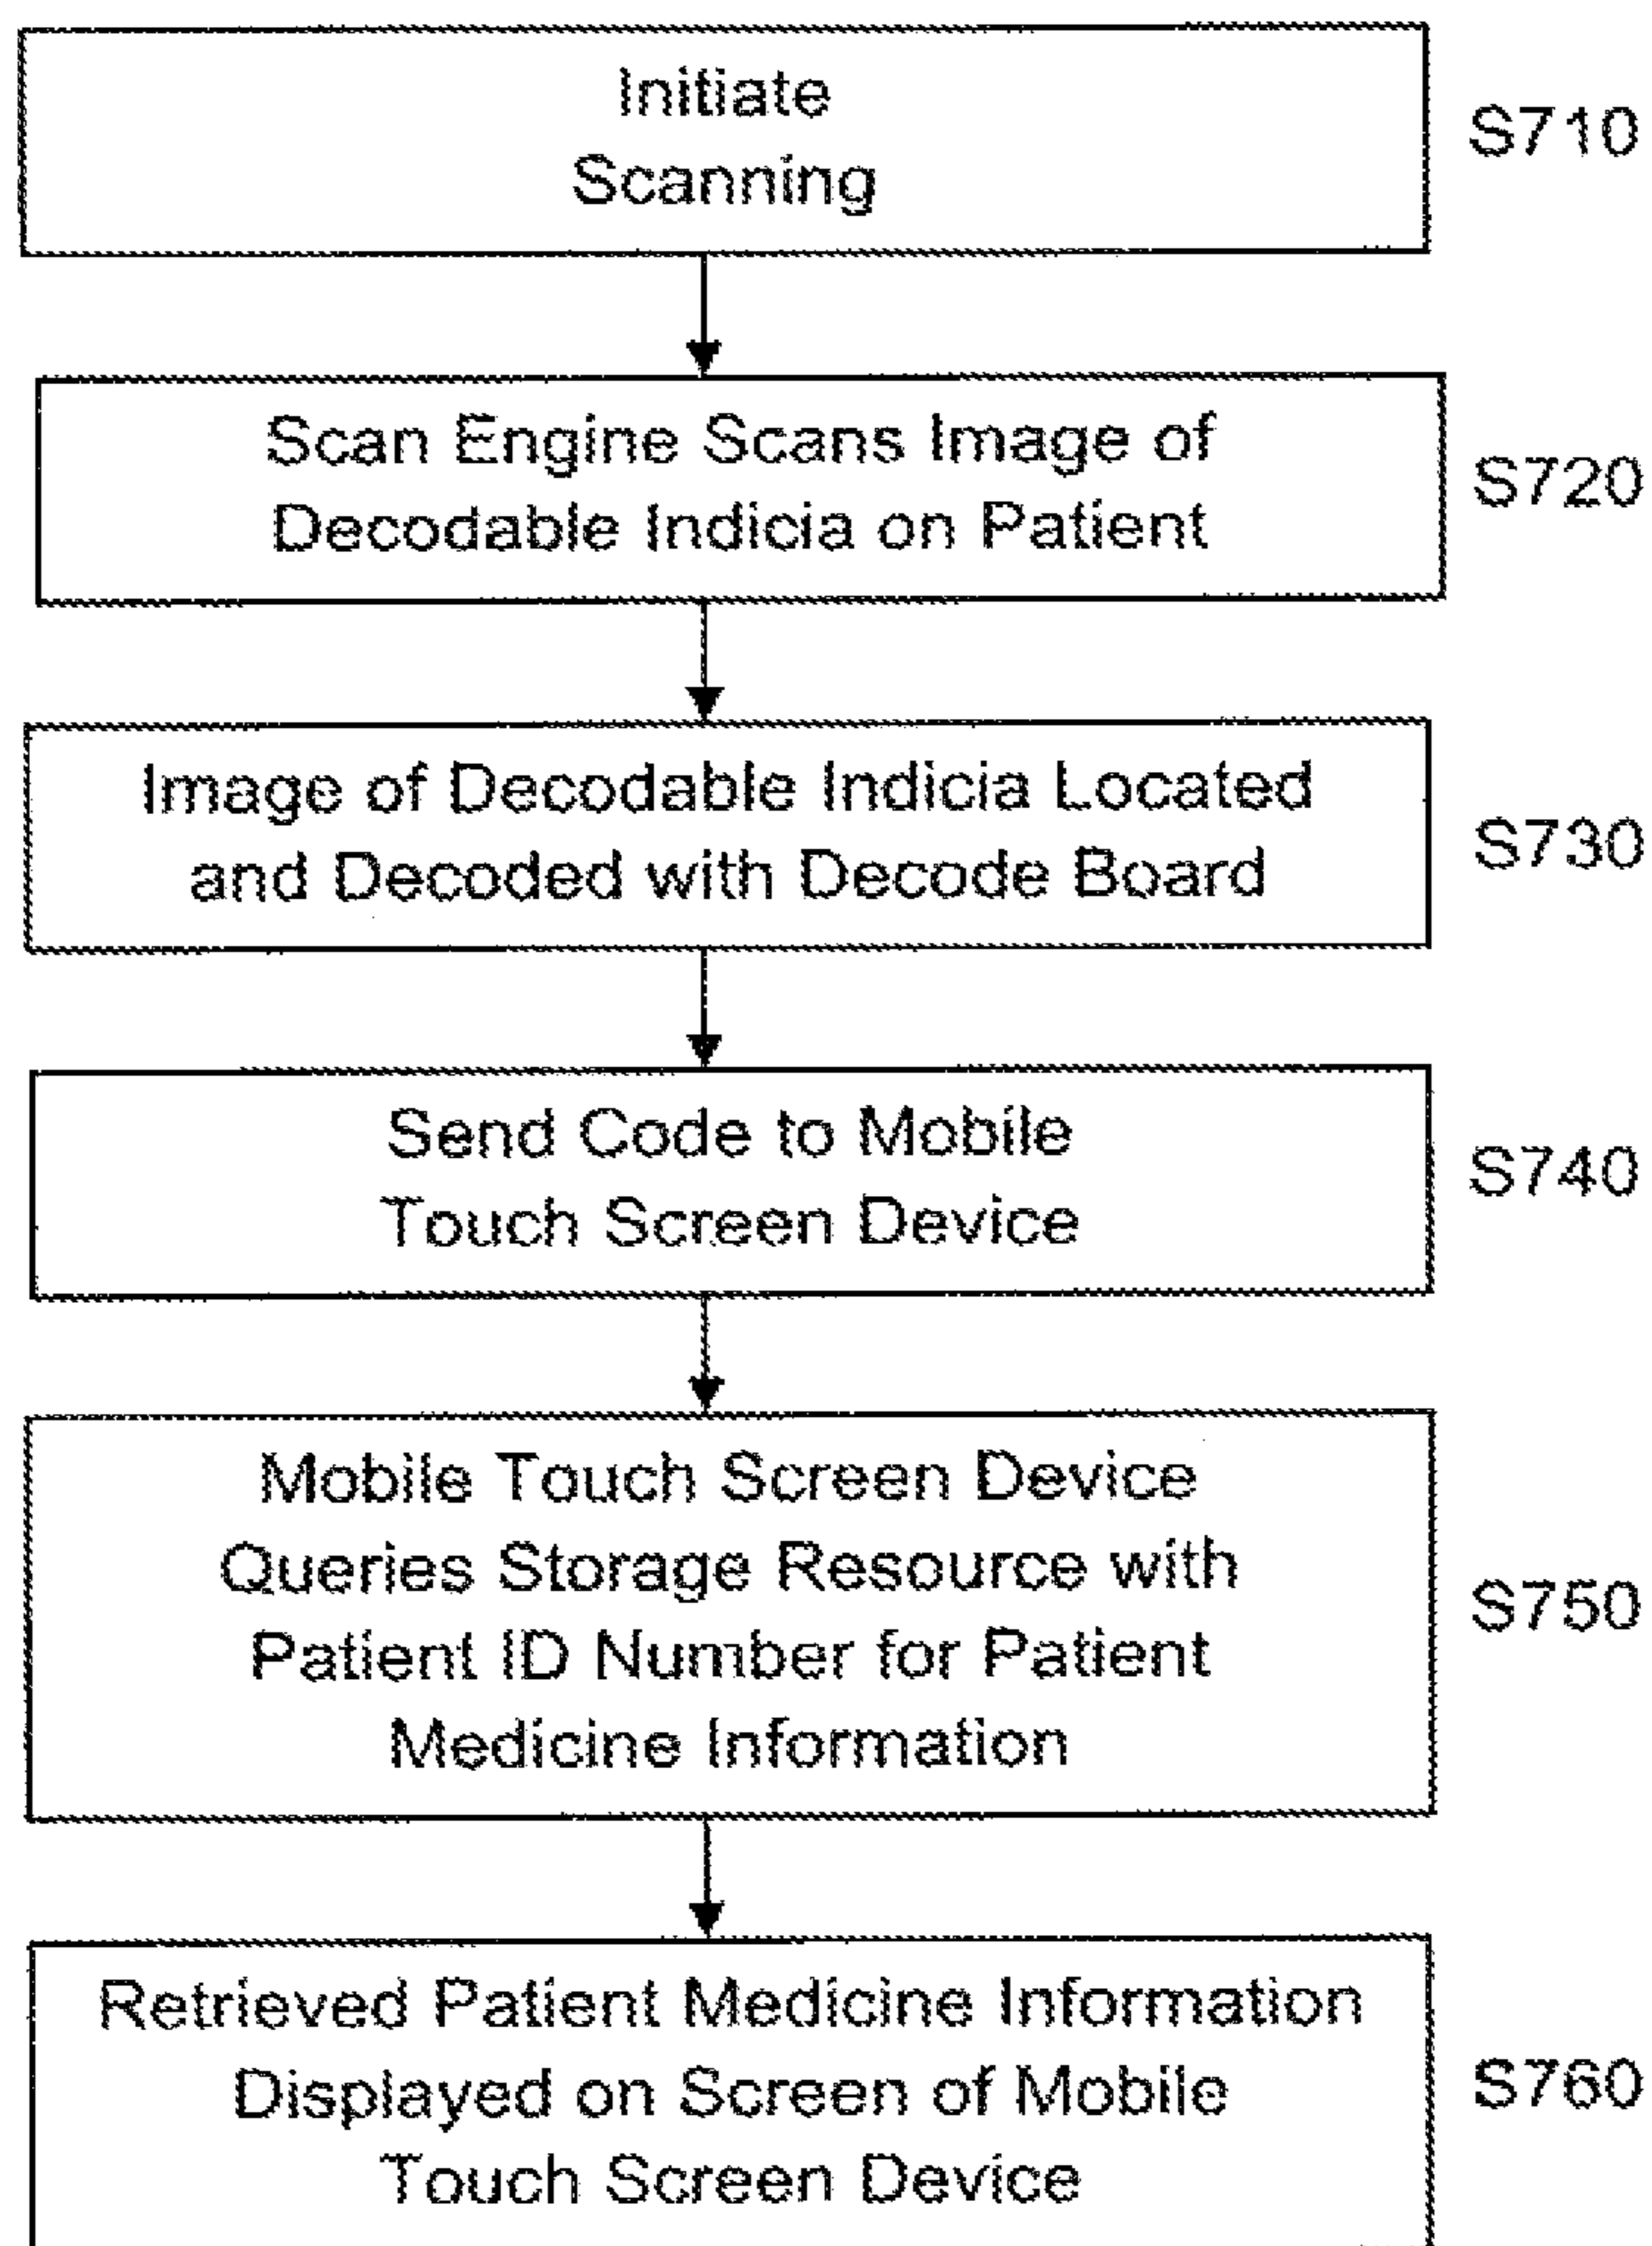 Initiate
Scanning
S710
Scan Engine Scans Image of
Decodable Indicia on Patient
S720
Image of Decodable Indicia Located
and Decoded with Decode Board
S730
Send Code to Mobile
Touch Screen Device
S740
Mobile Touch Screen Device
Queries Storage Resource with
Patient ID Number for Patient
Medicine Information
S750
Retrieved Patient Medicine Information
Displayed on Screen of Mobile
Touch Screen Device
S760